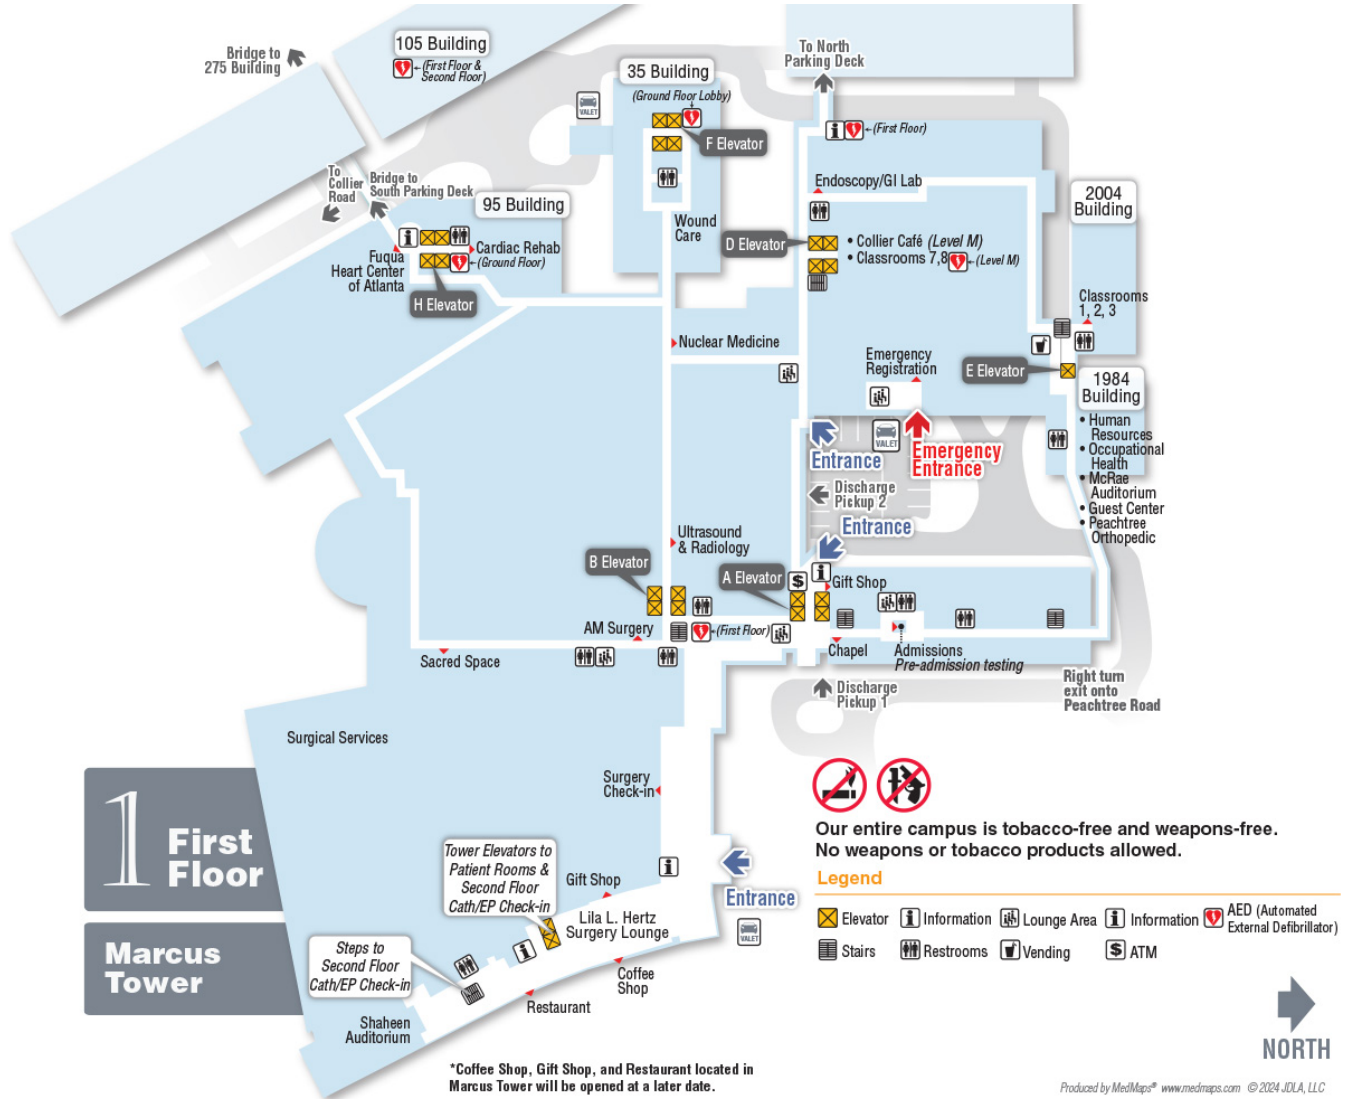 105 Building
(First Floor &
Second Floor)
Bridge to
275 Building
To North
Parking Deck
35 Building
(Ground Floor Lobby)
VALET
F Elevator
(First Floor)
To
Collier
Road
Bridge to
South Parking Deck
95 Building
Endoscopy/GI Lab
2004
Building
Wound
Care
D Elevator
• Collier Café (Level M)
• Classrooms 7,8
(Level M)
Fuqua
Heart Center
of Atlanta
Cardiac Rehab
(Ground Floor)
H Elevator
Classrooms
1, 2, 3
Nuclear Medicine
Emergency
Registration
E Elevator
1984
Building
• Human
Resources
• Occupational
Health
• McRae
Auditorium
• Guest Center
• Peachtree
Orthopedic
VALET
Entrance
Emergency
Entrance
Discharge
Pickup 2
Entrance
Ultrasound
& Radiology
B Elevator
A Elevator
$
Gift Shop
AM Surgery
(First Floor)
Sacred Space
Chapel
Admissions
Pre-admission testing
Discharge
Pickup 1
Right turn
exit onto
Peachtree Road
Surgical Services
Surgery
Check-in
1 First
Floor
Marcus
Tower
Tower Elevators to
Patient Rooms &
Second Floor
Cath/EP Check-in
Gift Shop
Lila L. Hertz
Surgery Lounge
Entrance
VALET
Steps to
Second Floor
Cath/EP Check-in
Coffee
Shop
Restaurant
Shaheen
Auditorium
Our entire campus is tobacco-free and weapons-free.
No weapons or tobacco products allowed.
Legend
Elevator
Information
Lounge Area
Information
AED (Automated
External Defibrillator)
Stairs
Restrooms
Vending
$ ATM
NORTH
*Coffee Shop, Gift Shop, and Restaurant located in
Marcus Tower will be opened at a later date.
Produced by MedMaps® www.medmaps.com © 2024 JDLA, LLC